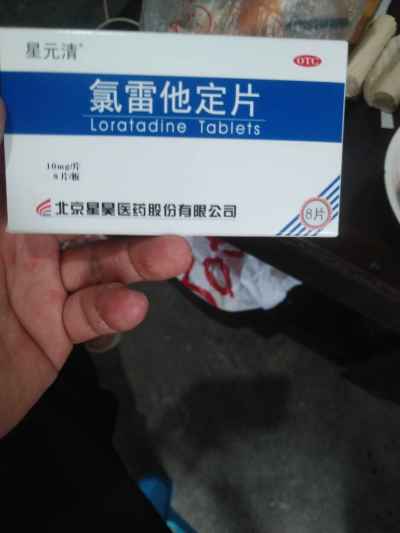 星元清®
OTC
氯雷他定片
Loratadine Tablets
10mg/片
8片/板
北京星昊医药股份有限公司
8片